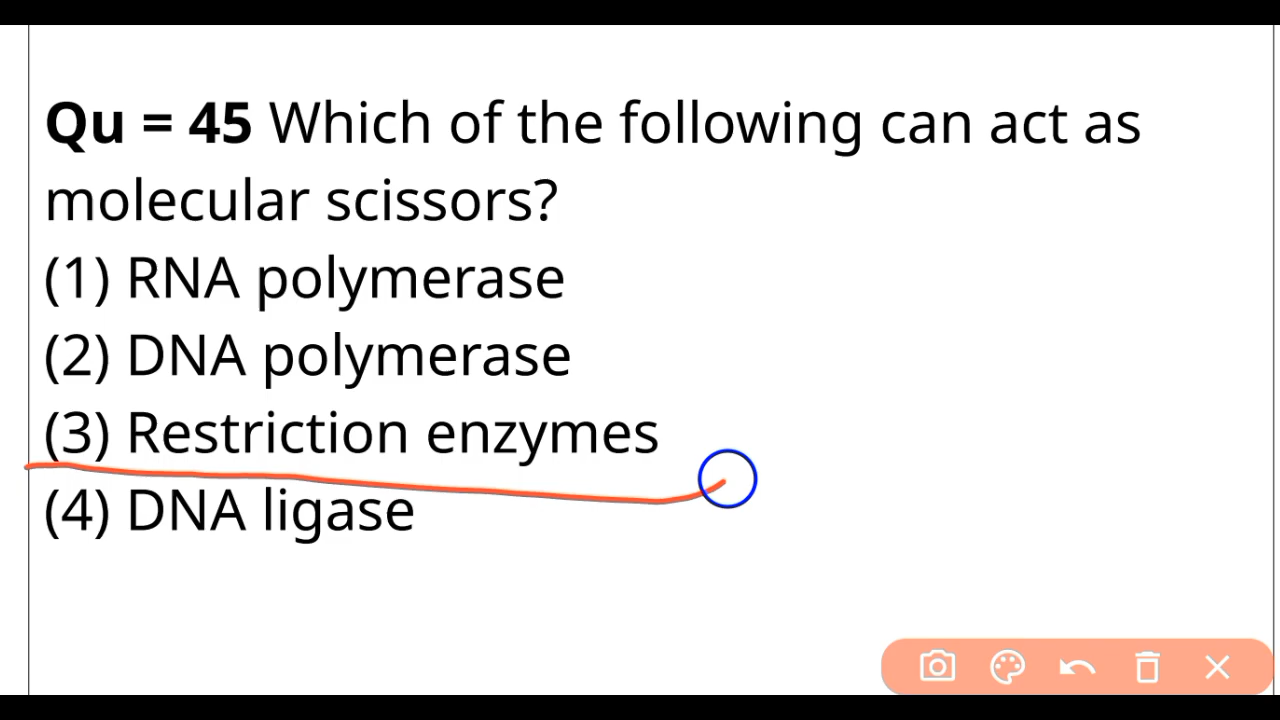 Qu = 45 Which of the following can act as
molecular scissors?
(1) RNA polymerase
(2) DNA polymerase
(3) Restriction enzymes
(4) DNA ligase